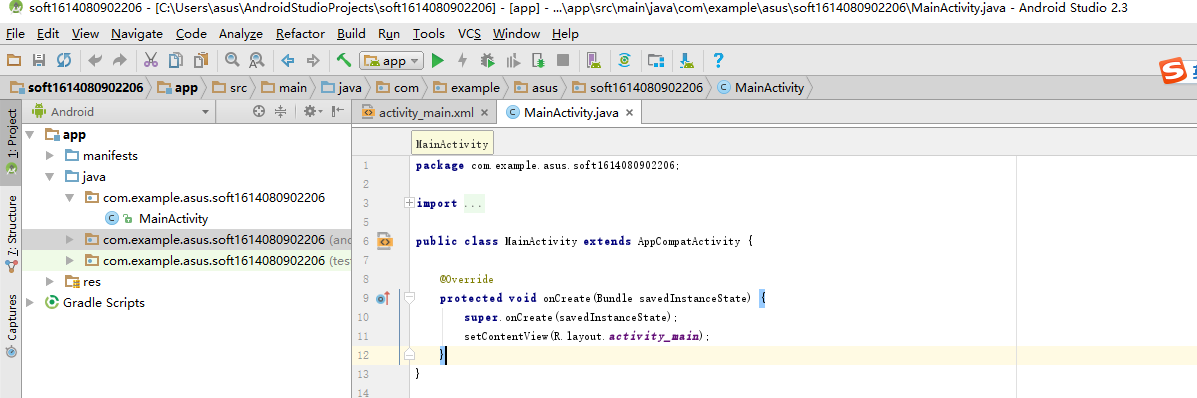 soft1614080902206 - [C:\Users\asus\AndroidStudioProjects\soft1614080902206] - [app] - ...\app\src\main\java\com\example\asus\soft1614080902206\MainActivity.java - Android Studio 2.3
File Edit View Navigate Code Analyze Refactor Build Run Tools VCS Window Help
app
soft1614080902206 app src main java com example asus soft1614080902206 MainActivity
1: Project
7: Structure
Captures
Android
app
manifests
java
com.example.asus.soft1614080902206
MainActivity
com.example.asus.soft1614080902206 (and
com.example.asus.soft1614080902206 (test
res
Gradle Scripts
activity_main.xml MainActivity.java
MainActivity
1 package com.example.asus.soft1614080902206;
2
3 import ...
5
6 public class MainActivity extends AppCompatActivity {
7
8 @Override
9 protected void onCreate(Bundle savedInstanceState) {
10 super.onCreate(savedInstanceState);
11 setContentView(R.layout.activity_main);
12 }
13 }
14